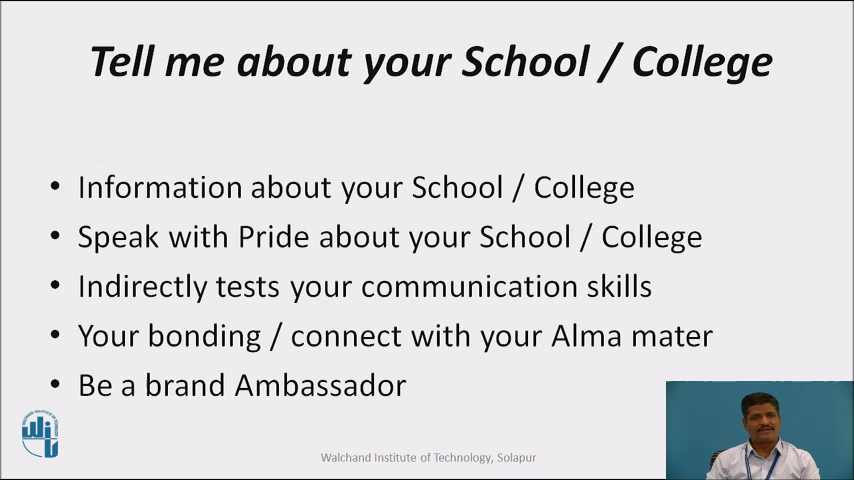 Tell me about your School / College
• Information about your School / College
• Speak with Pride about your School / College
• Indirectly tests your communication skills
• Your bonding / connect with your Alma mater
• Be a brand Ambassador
Walchand Institute of Technology, Solapur